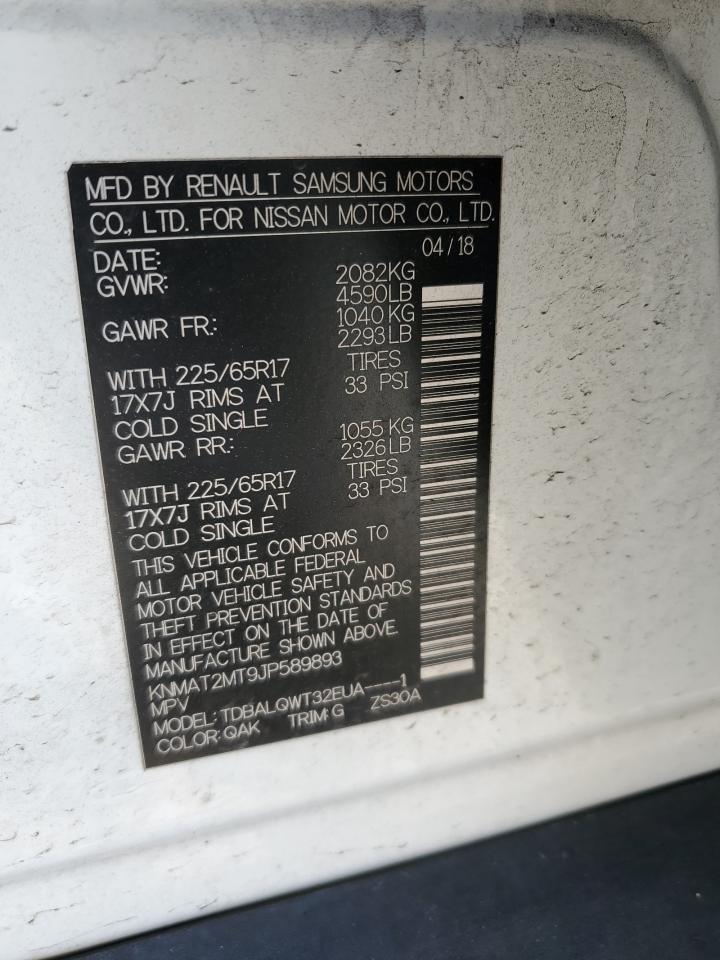 MFD BY RENAULT SAMSUNG MOTORS
CO., LTD. FOR NISSAN MOTOR CO., LTD.
DATE: 04/18
GVWR: 2082KG
4590LB
GAWR FR: 1040KG
2293LB
WITH 225/65R17 TIRES
17X7J RIMS AT 33 PSI
COLD SINGLE
GAWR RR: 1055KG
2326LB
WITH 225/65R17 TIRES
17X7J RIMS AT 33 PSI
COLD SINGLE
THIS VEHICLE CONFORMS TO
ALL APPLICABLE FEDERAL
MOTOR VEHICLE SAFETY AND
THEFT PREVENTION STANDARDS
IN EFFECT ON THE DATE OF
MANUFACTURE SHOWN ABOVE.
KNMAT2MT9JP589893
MPV
MODEL: TDBALQWT32EUA----1
COLOR: QAK TRIM: G ZS30A